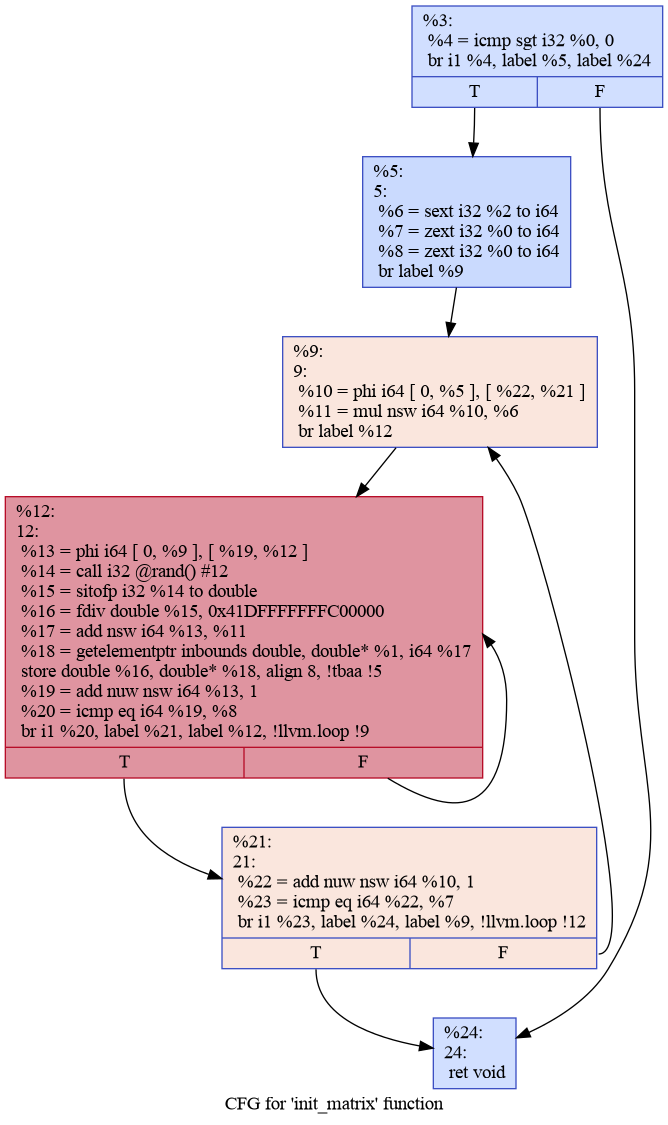 %3:
%4 = icmp sgt i32 %0, 0
br i1 %4, label %5, label %24
T F
%5:
5:
%6 = sext i32 %2 to i64
%7 = zext i32 %0 to i64
%8 = zext i32 %0 to i64
br label %9
%9:
9:
%10 = phi i64 [ 0, %5 ], [ %22, %21 ]
%11 = mul nsw i64 %10, %6
br label %12
%12:
12:
%13 = phi i64 [ 0, %9 ], [ %19, %12 ]
%14 = call i32 @rand() #12
%15 = sitofp i32 %14 to double
%16 = fdiv double %15, 0x41DFFFFFFFC00000
%17 = add nsw i64 %13, %11
%18 = getelementptr inbounds double, double* %1, i64 %17
store double %16, double* %18, align 8, !tbaa !5
%19 = add nuw nsw i64 %13, 1
%20 = icmp eq i64 %19, %8
br i1 %20, label %21, label %12, !llvm.loop !9
T F
%21:
21:
%22 = add nuw nsw i64 %10, 1
%23 = icmp eq i64 %22, %7
br i1 %23, label %24, label %9, !llvm.loop !12
T F
%24:
24:
ret void
CFG for 'init_matrix' function